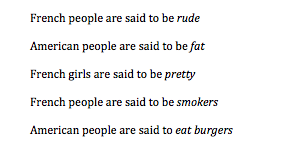 French people are said to be rude
American people are said to be fat
French girls are said to be pretty
French people are said to be smokers
American people are said to eat burgers